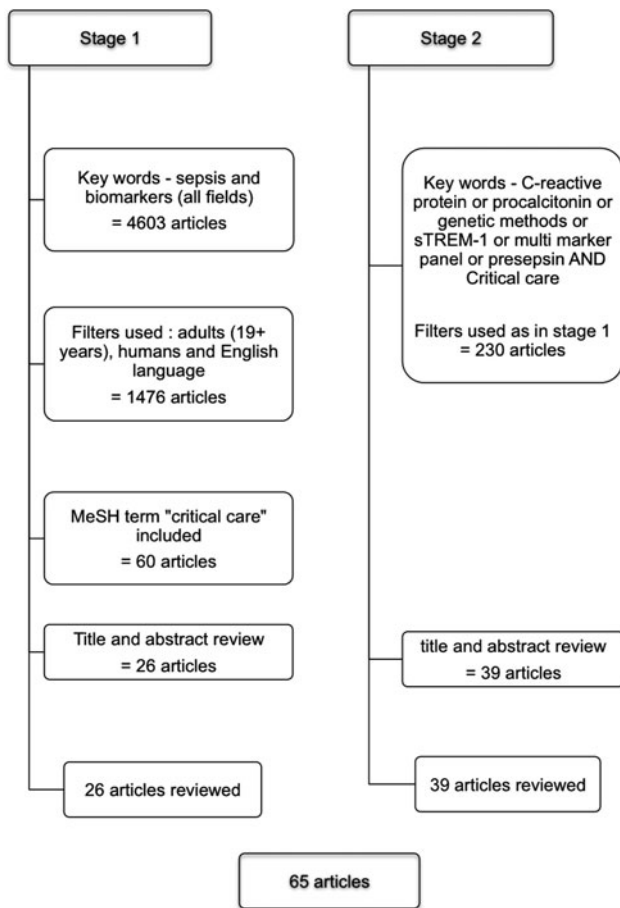 Stage 1
Key words - sepsis and
biomarkers (all fields)
= 4603 articles
Filters used : adults (19+
years), humans and English
language
= 1476 articles
MeSH term "critical care"
included
= 60 articles
Title and abstract review
= 26 articles
26 articles reviewed
Stage 2
Key words - C-reactive
protein or procalcitonin or
genetic methods or
sTREM-1 or multi marker
panel or presepsin AND
Critical care
Filters used as in stage 1
= 230 articles
title and abstract review
= 39 articles
39 articles reviewed
65 articles